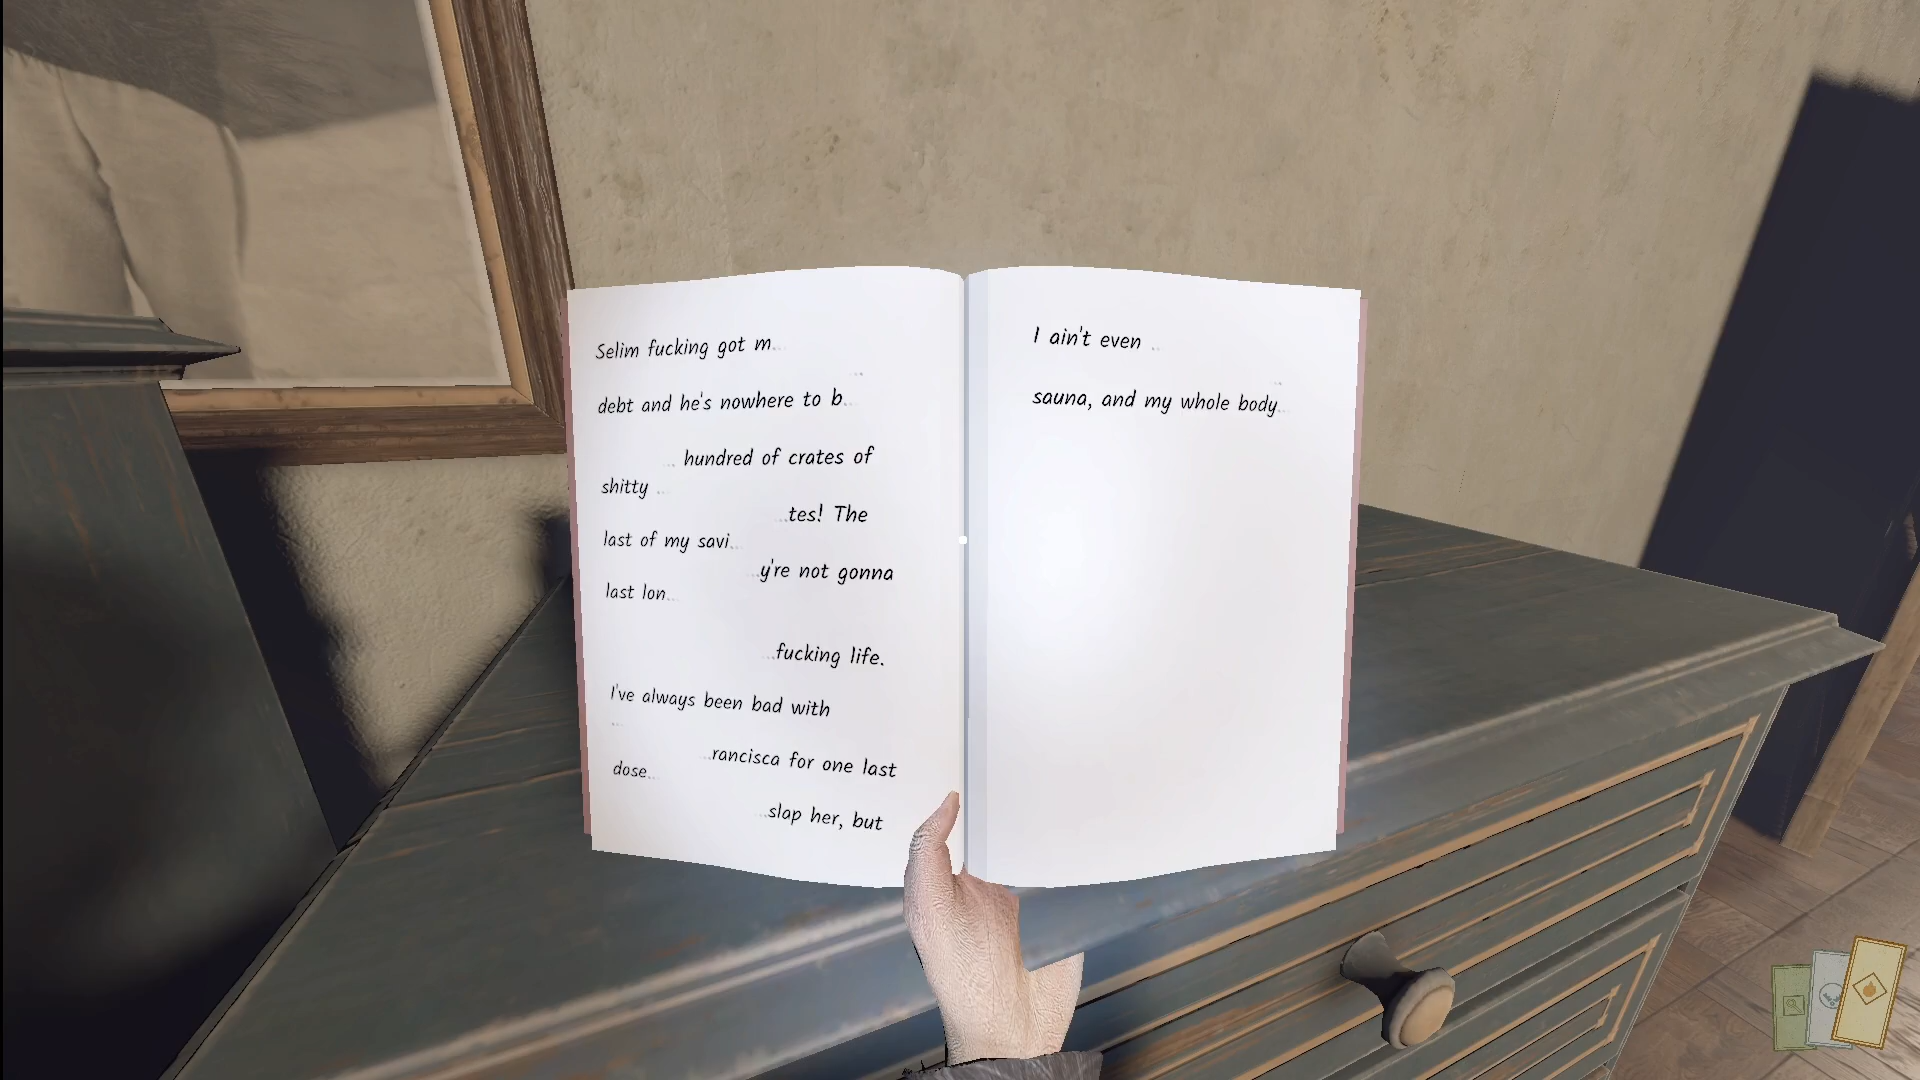 Selim fucking got m...
...
debt and he's nowhere to b...
... hundred of crates of
shitty ...
...tes! The
last of my savi...
...y're not gonna
last lon...
...fucking life.
I've always been bad with
...
...rancisca for one last
dose...
...slap her, but
I ain't even ...
...
sauna, and my whole body...